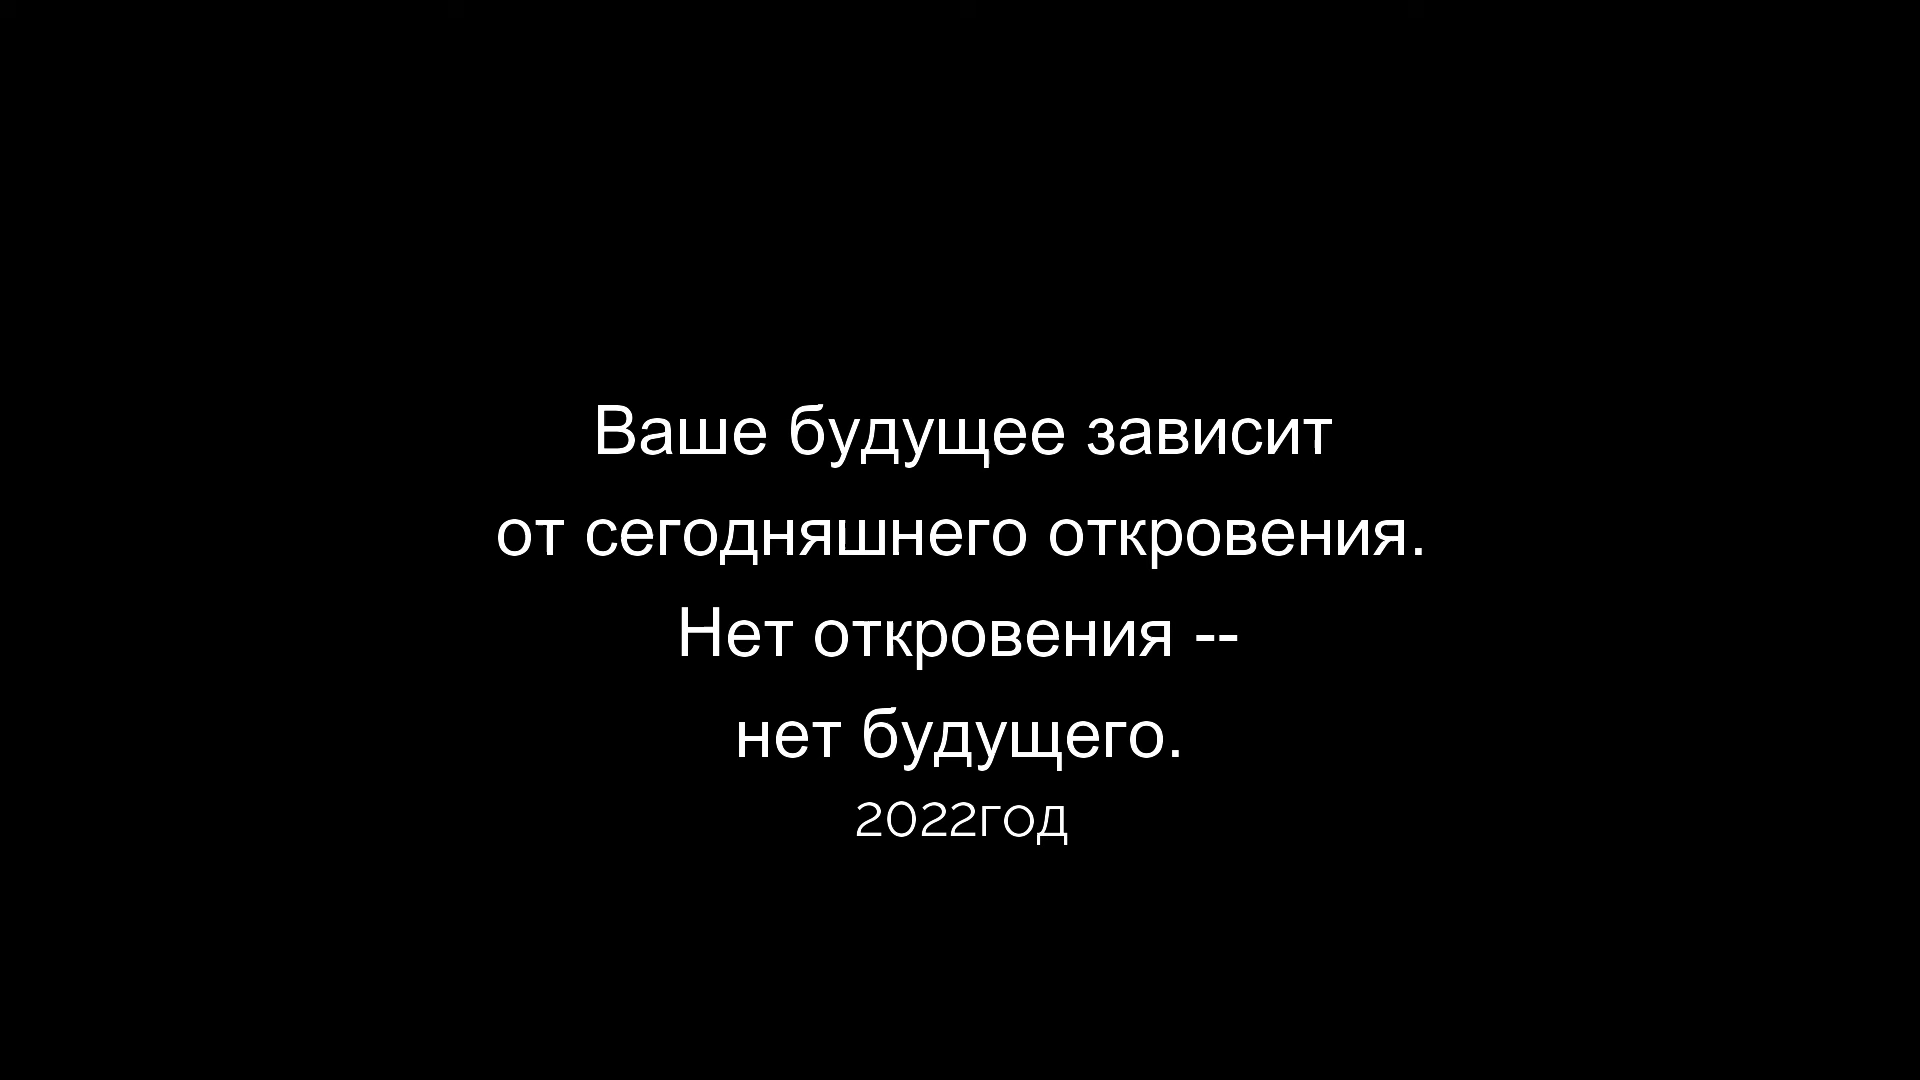 Ваше будущее зависит
от сегодняшнего откровения.
Нет откровения --
нет будущего.
2022год